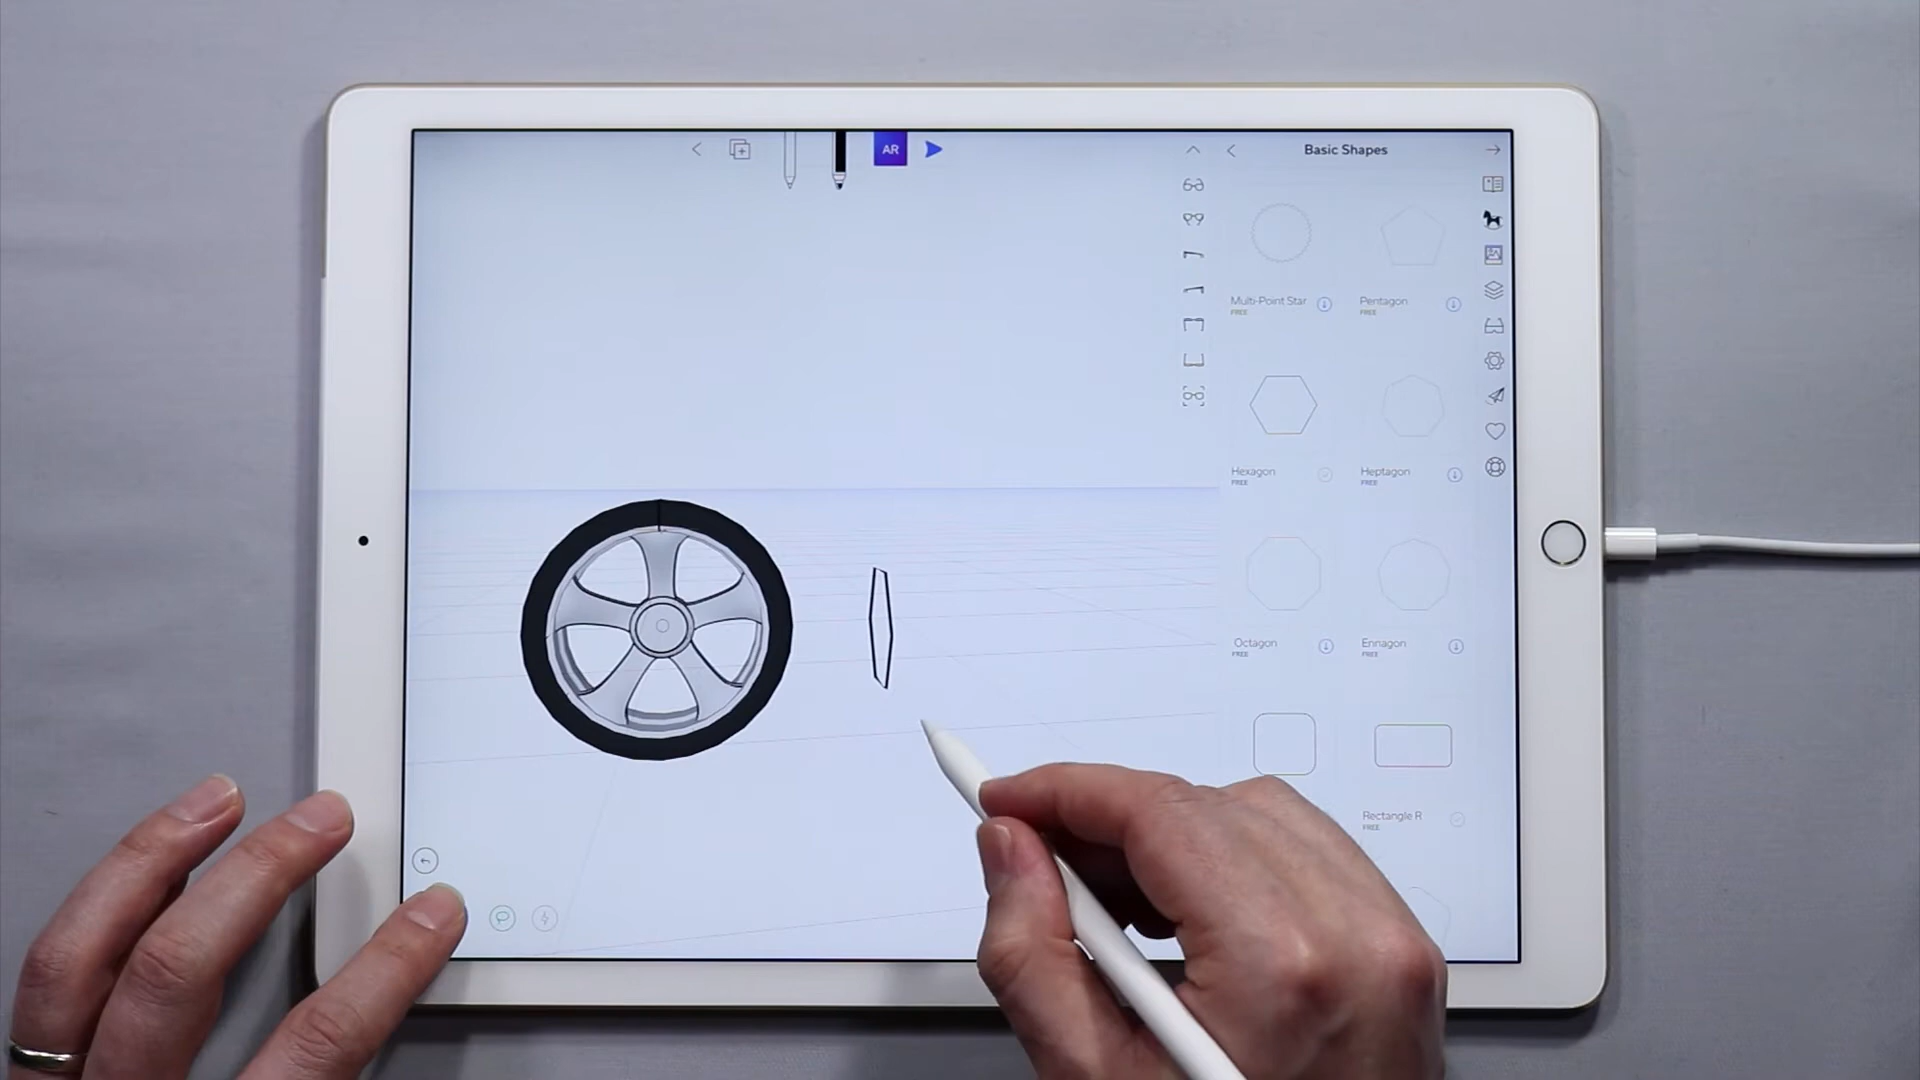 AR
Basic Shapes
Multi-Point Star
FREE
Pentagon
FREE
Hexagon
FREE
Heptagon
FREE
Octagon
FREE
Ennagon
FREE
Rectangle R
FREE